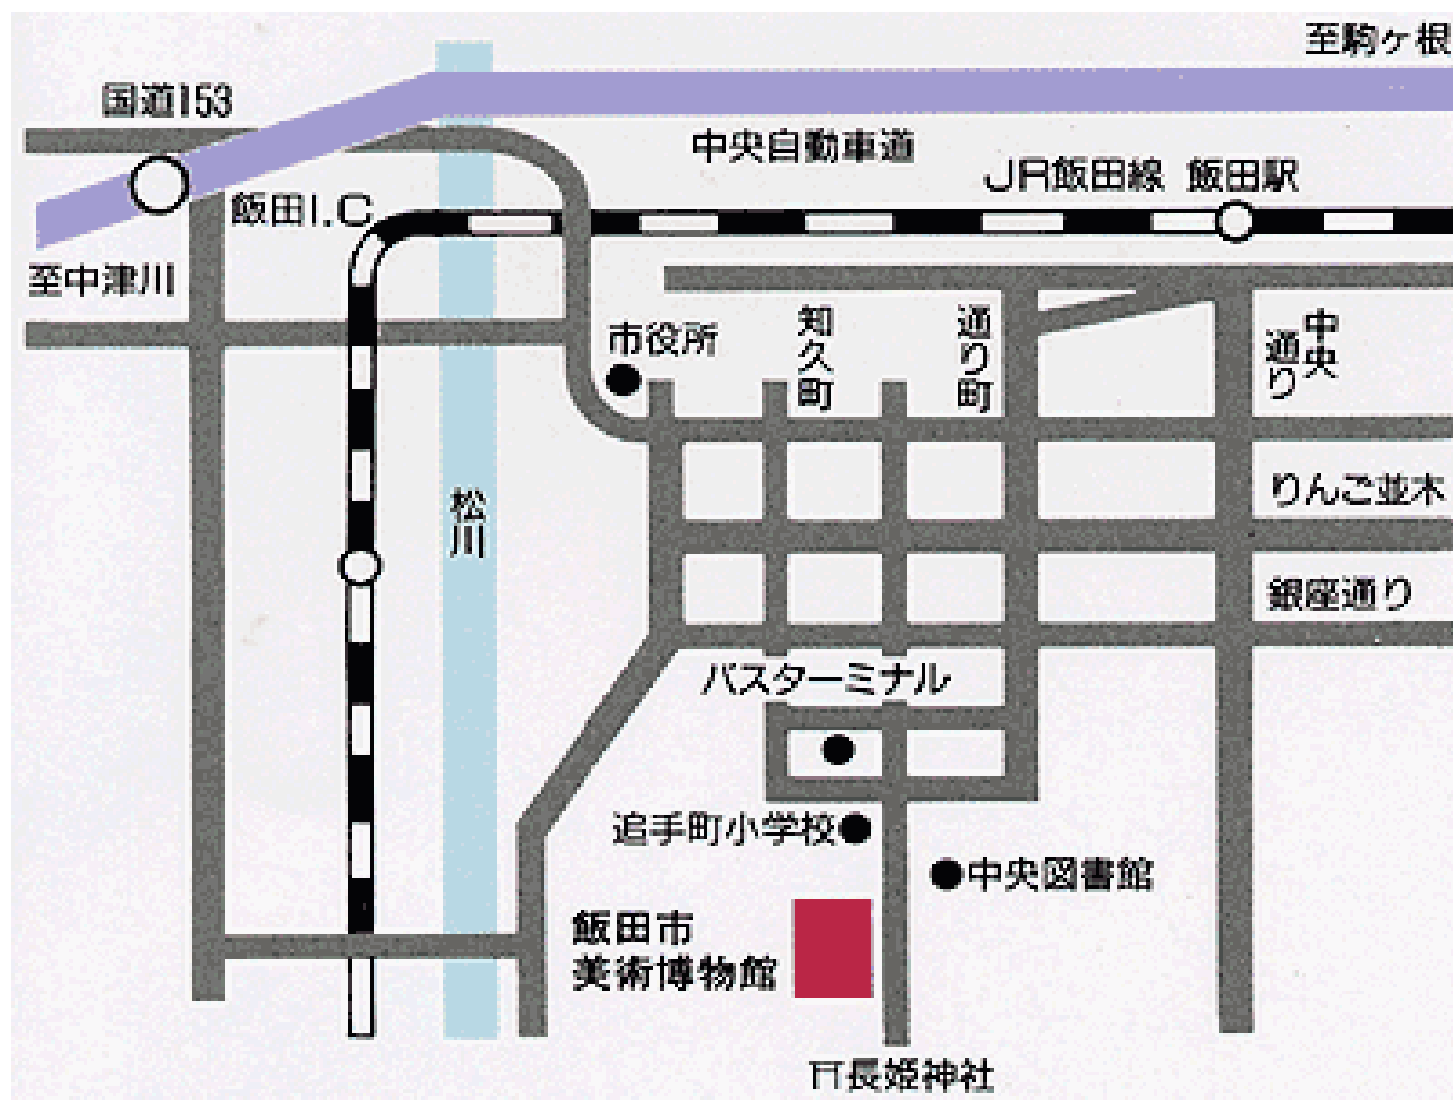 至駒ヶ根
国道153
中央自動車道
JR飯田線 飯田駅
飯田I.C
至中津川
市役所
知久町
通り町
中央
通り
りんご並木
松川
銀座通り
バスターミナル
追手町小学校
中央図書館
飯田市
美術博物館
長姫神社